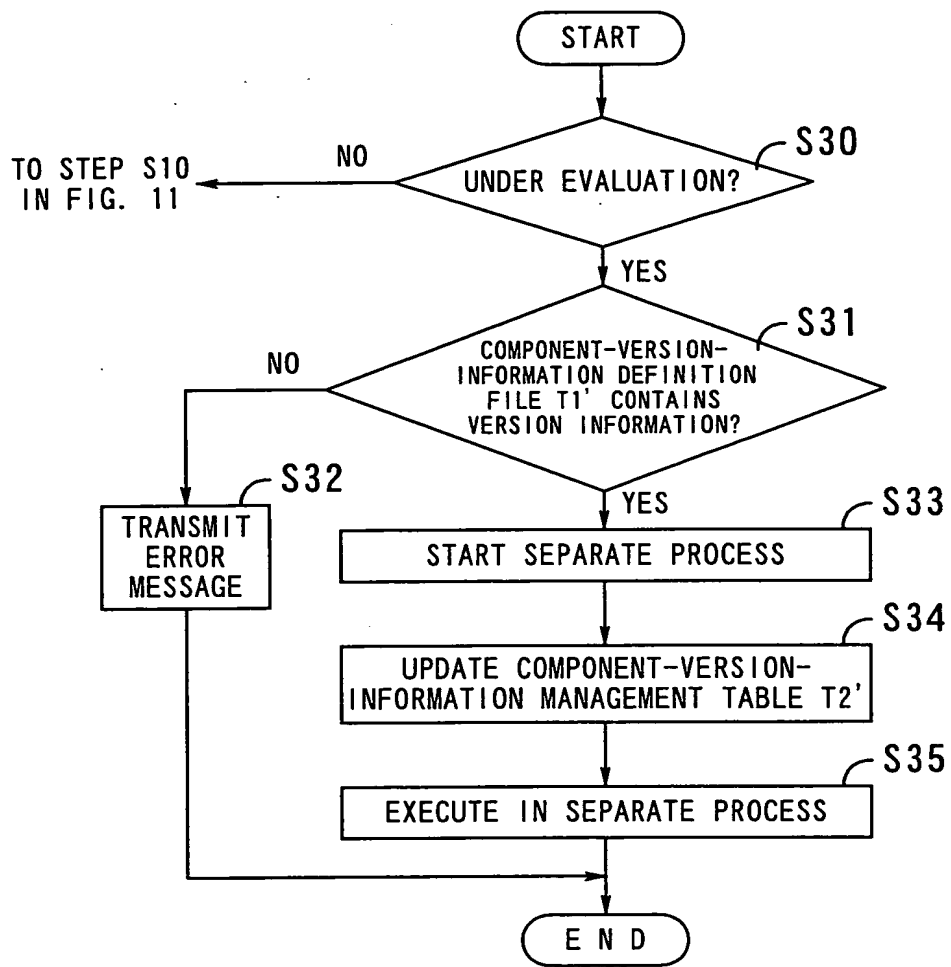 START
S30
UNDER EVALUATION?
NO
TO STEP S10
IN FIG. 11
YES
S31
COMPONENT-VERSION-
INFORMATION DEFINITION
FILE T1' CONTAINS
VERSION INFORMATION?
NO
YES
S32
TRANSMIT
ERROR
MESSAGE
S33
START SEPARATE PROCESS
S34
UPDATE COMPONENT-VERSION-
INFORMATION MANAGEMENT TABLE T2'
S35
EXECUTE IN SEPARATE PROCESS
END